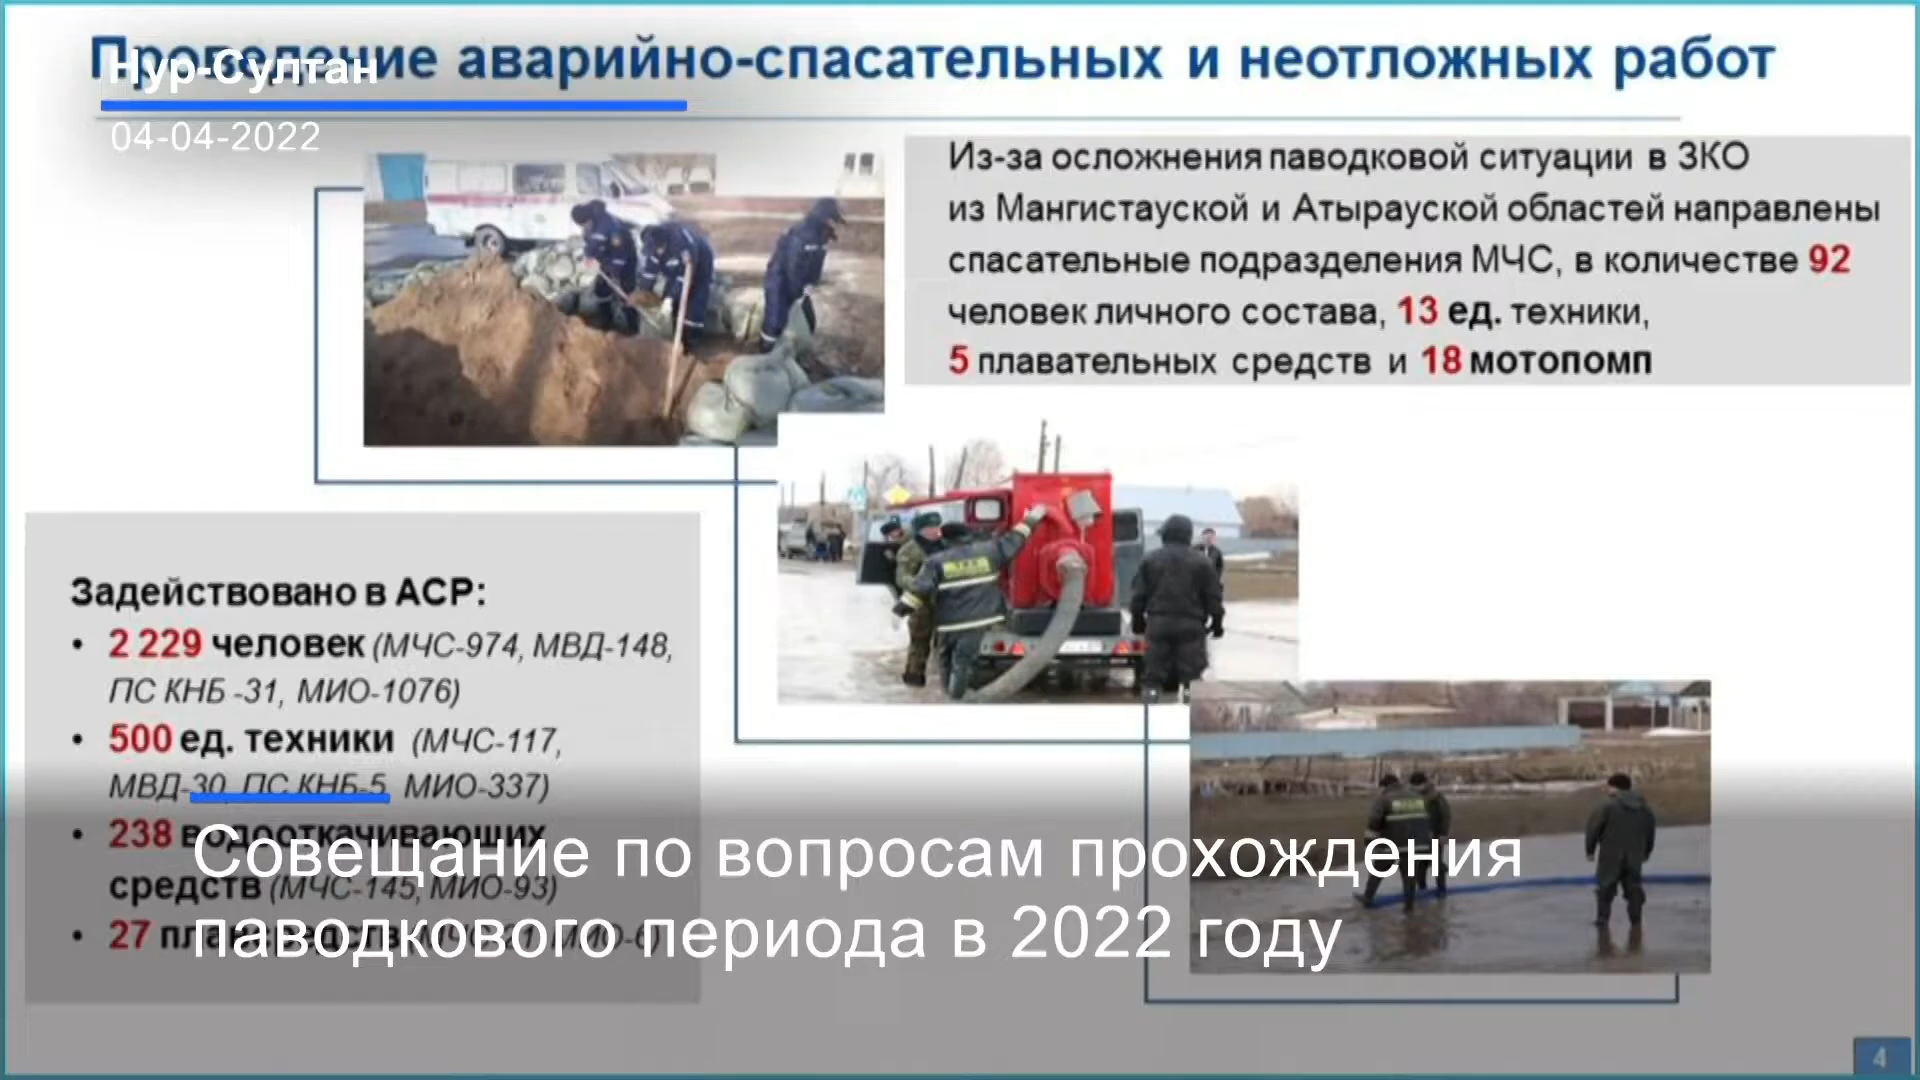 Проведение аварийно-спасательных и неотложных работ
Нур-Султан
04-04-2022
Из-за осложнения паводковой ситуации в ЗКО
из Мангистауской и Атырауской областей направлены
спасательные подразделения МЧС, в количестве 92
человек личного состава, 13 ед. техники,
5 плавательных средств и 18 мотопомп
Задействовано в АСР:
• 2 229 человек (МЧС-974, МВД-148,
ПС КНБ -31, МИО-1076)
• 500 ед. техники (МЧС-117,
МВД-30, ПС КНБ-5, МИО-337)
• 238 водооткачивающих
средств (МЧС-145, МИО-93)
• 27
Совещание по вопросам прохождения
паводкового периода в 2022 году
4